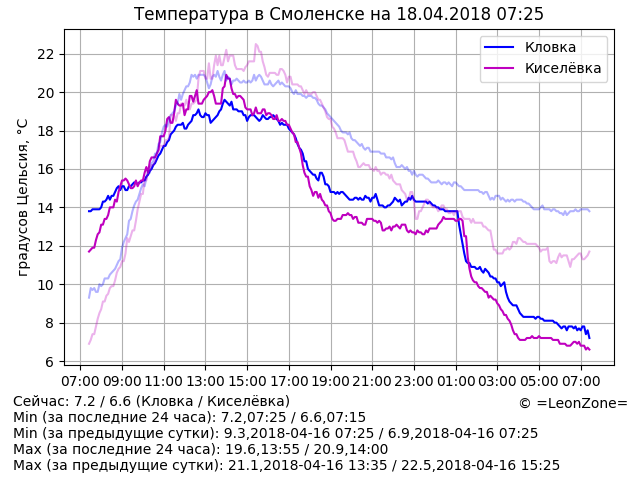 Температура в Смоленске на 18.04.2018 07:25
Кловка
Киселёвка
градусов Цельсия, °C
22
20
18
16
14
12
10
8
6
07:00 09:00 11:00 13:00 15:00 17:00 19:00 21:00 23:00 01:00 03:00 05:00 07:00
Сейчас: 7.2 / 6.6 (Кловка / Киселёвка)
© =LeonZone=
Min (за последние 24 часа): 7.2,07:25 / 6.6,07:15
Min (за предыдущие сутки): 9.3,2018-04-16 07:25 / 6.9,2018-04-16 07:25
Max (за последние 24 часа): 19.6,13:55 / 20.9,14:00
Max (за предыдущие сутки): 21.1,2018-04-16 13:35 / 22.5,2018-04-16 15:25